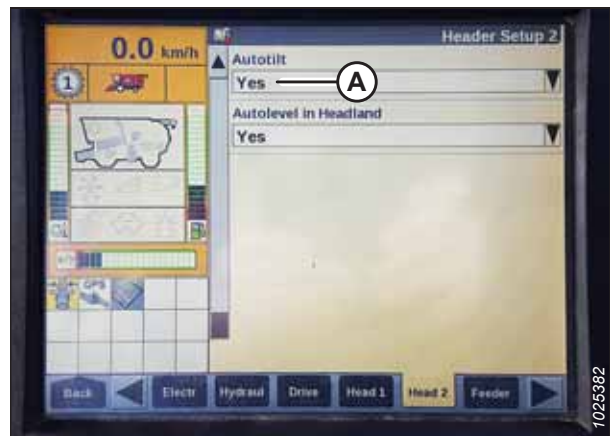 Header Setup 2
0.0 km/h
1
Autotilt
Yes
A
Autolevel in Headland
Yes
Back
Electr
Hydraul
Drive
Head 1
Head 2
Feeder
1025382